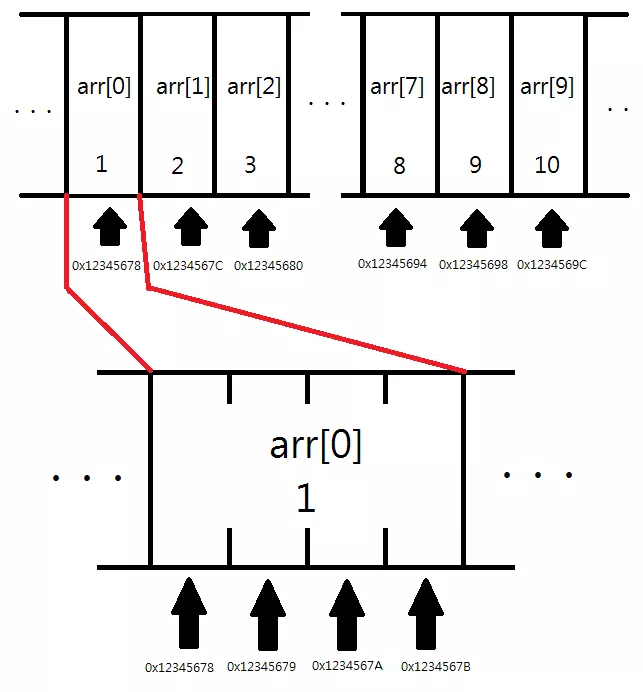 arr[0] arr[1] arr[2] . . . arr[7] arr[8] arr[9]
. . . . .
1 2 3 8 9 10
0x12345678 0x1234567C 0x12345680 0x12345694 0x12345698 0x1234569C
arr[0]
. . . 1 . . .
0x12345678 0x12345679 0x1234567A 0x1234567B